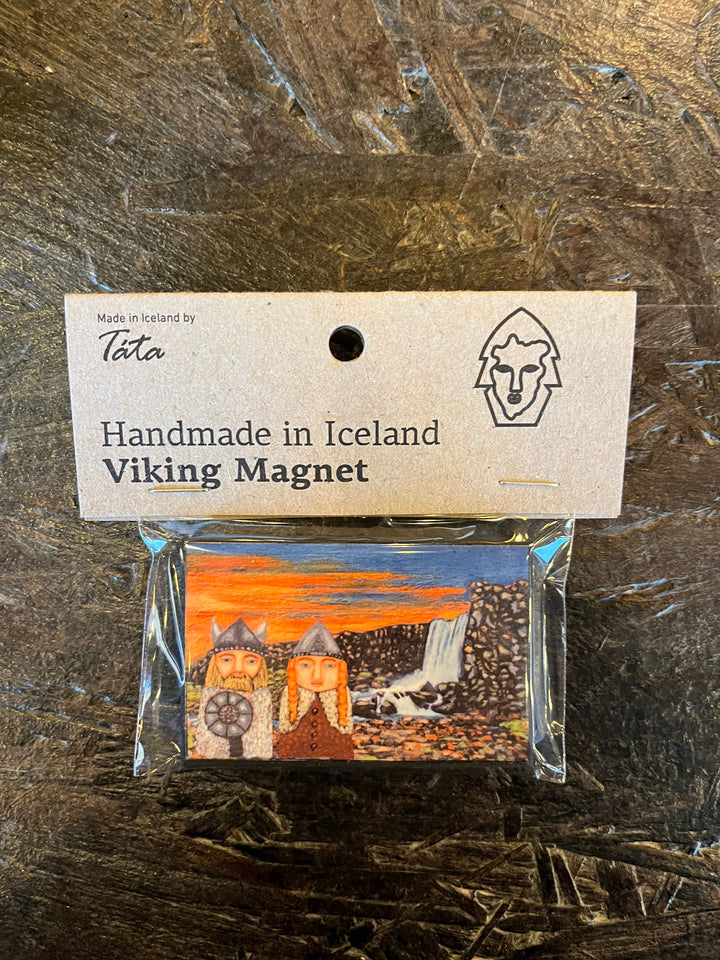 Made in Iceland by
Táta
Handmade in Iceland
Viking Magnet